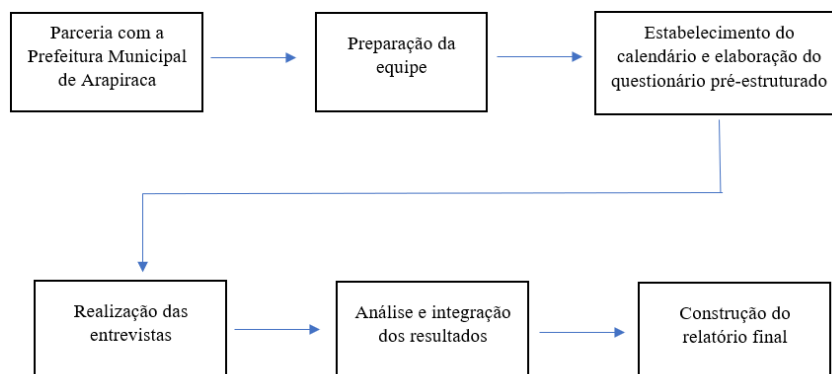 Parceria com a
Prefeitura Municipal
de Arapiraca
Preparação da
equipe
Estabelecimento do
calendário e elaboração do
questionário pré-estruturado
Realização das
entrevistas
Análise e integração
dos resultados
Construção do
relatório final